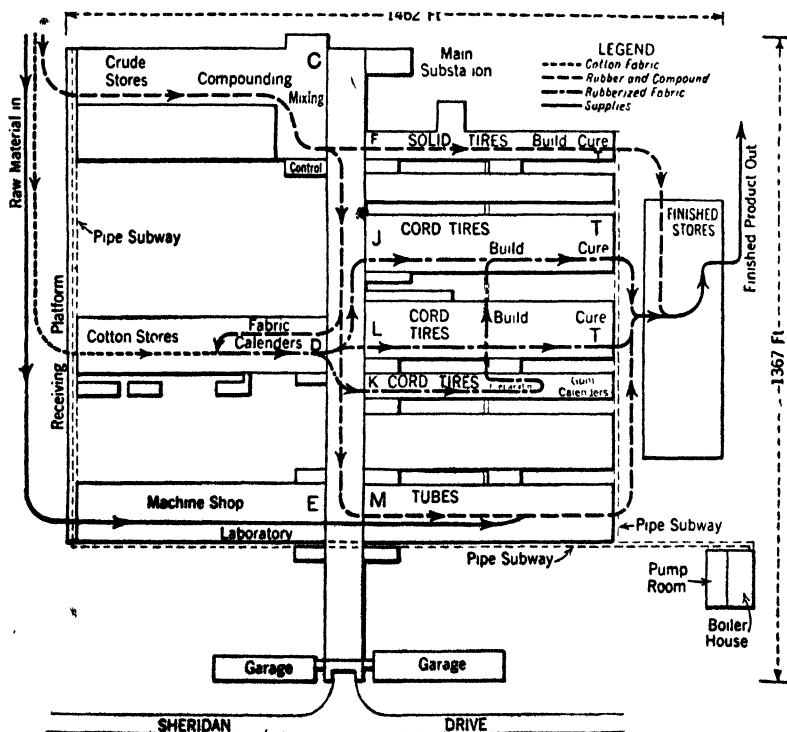 1462 Ft
LEGEND
Cotton Fabric
Rubber and Compound
Rubberized Fabric
Supplies
Main
Substation
Crude
Stores
Compounding
C
Mixing
Control
F SOLID TIRES Build Cure
Raw Material in
Pipe Subway
J
CORD TIRES
T
Build
Cure
FINISHED
STORES
Finished Product Out
Receiving Platform
Cotton Stores
Fabric
Calenders D
L
CORD
TIRES
Build
Cure
T
K CORD TIRES
Gum
Calenders
1367 Ft
Machine Shop
E
M
TUBES
Laboratory
Pipe Subway
Pipe Subway
Pump
Room
Boiler
House
Garage
Garage
SHERIDAN
DRIVE